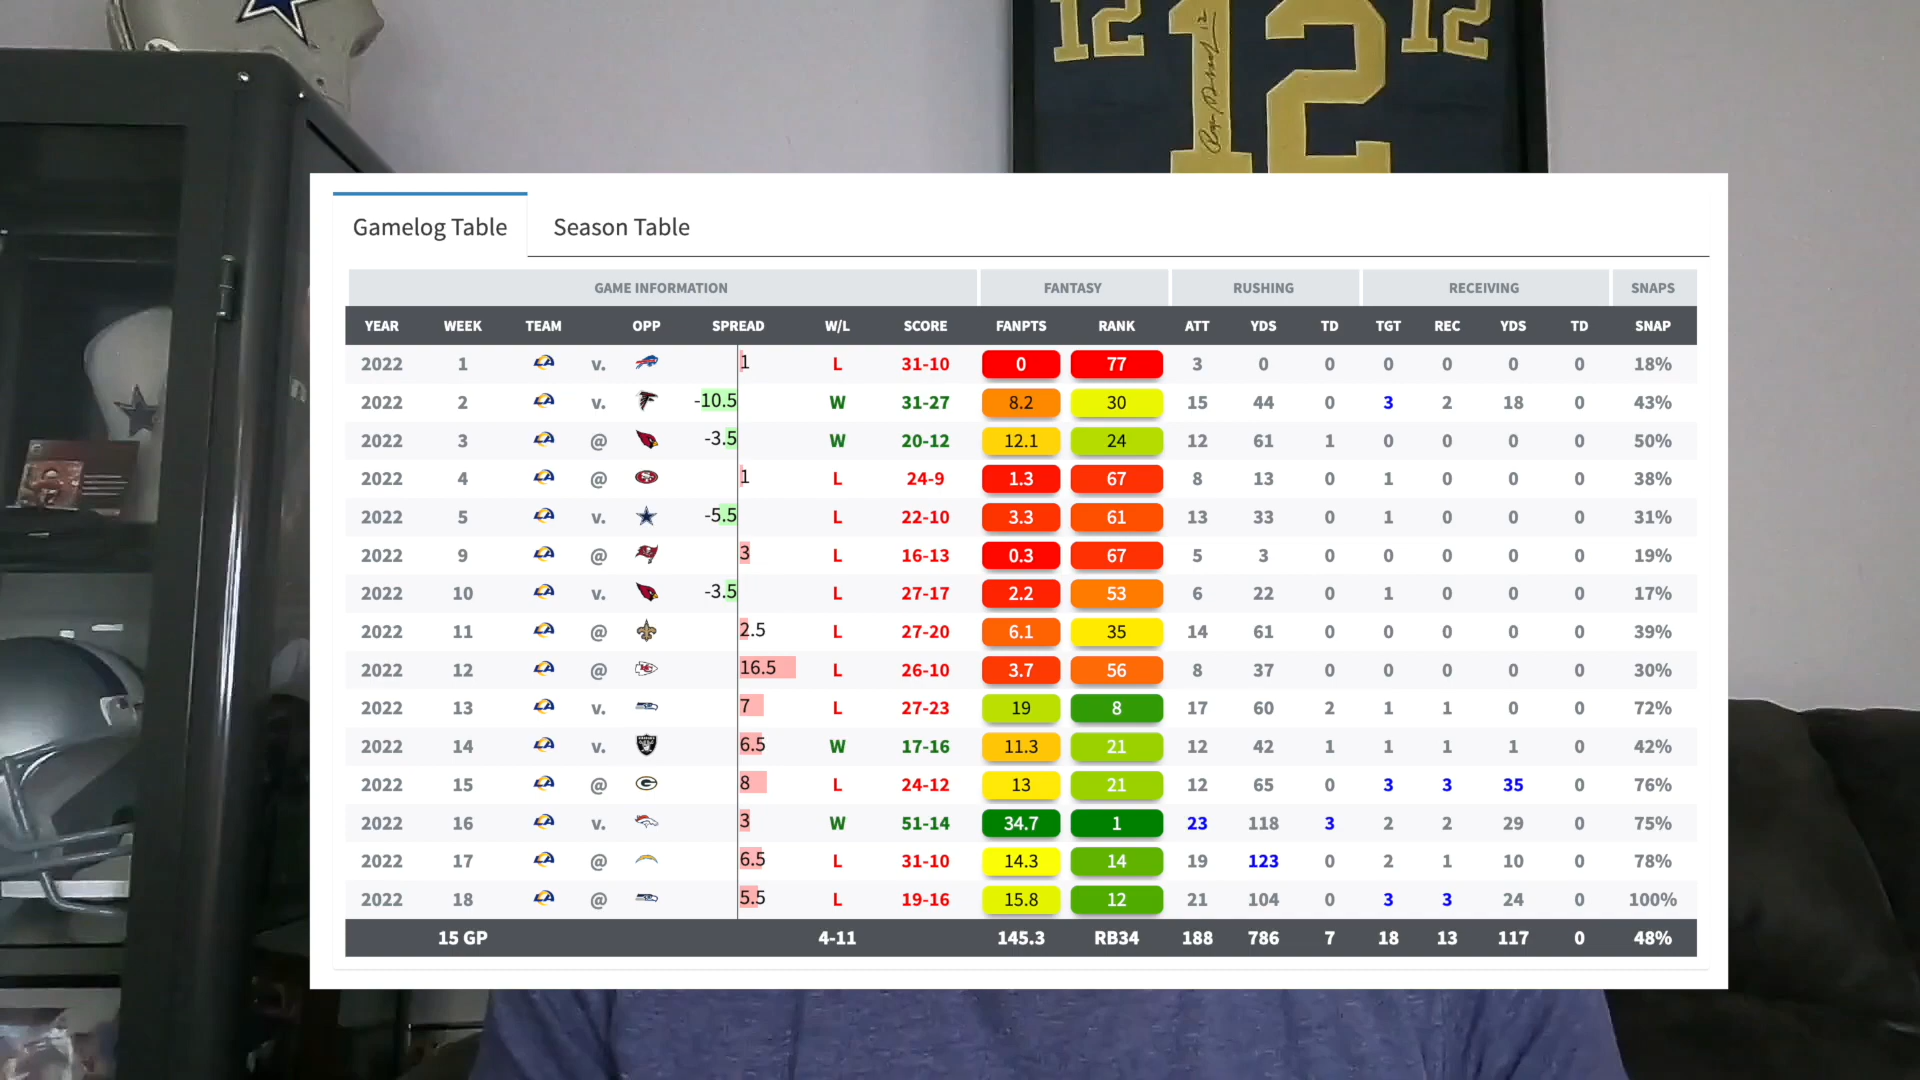 12 12 12
Gamelog Table Season Table
GAME INFORMATION FANTASY RUSHING RECEIVING SNAPS
YEAR WEEK TEAM OPP SPREAD W/L SCORE FANPTS RANK ATT YDS TD TGT REC YDS TD SNAP
2022 1 v. 1 L 31-10 0 77 3 0 0 0 0 0 0 18%
2022 2 v. -10.5 W 31-27 8.2 30 15 44 0 3 2 18 0 43%
2022 3 @ -3.5 W 20-12 12.1 24 12 61 1 0 0 0 0 50%
2022 4 @ 1 L 24-9 1.3 67 8 13 0 1 0 0 0 38%
2022 5 v. -5.5 L 22-10 3.3 61 13 33 0 1 0 0 0 31%
2022 9 @ 3 L 16-13 0.3 67 5 3 0 0 0 0 0 19%
2022 10 v. -3.5 L 27-17 2.2 53 6 22 0 1 0 0 0 17%
2022 11 @ 2.5 L 27-20 6.1 35 14 61 0 0 0 0 0 39%
2022 12 @ 16.5 L 26-10 3.7 56 8 37 0 0 0 0 0 30%
2022 13 v. 7 L 27-23 19 8 17 60 2 1 1 0 0 72%
2022 14 v. 6.5 W 17-16 11.3 21 12 42 1 1 1 1 0 42%
2022 15 @ 8 L 24-12 13 21 12 65 0 3 3 35 0 76%
2022 16 v. 3 W 51-14 34.7 1 23 118 3 2 2 29 0 75%
2022 17 @ 6.5 L 31-10 14.3 14 19 123 0 2 1 10 0 78%
2022 18 @ 5.5 L 19-16 15.8 12 21 104 0 3 3 24 0 100%
15 GP 4-11 145.3 RB34 188 786 7 18 13 117 0 48%